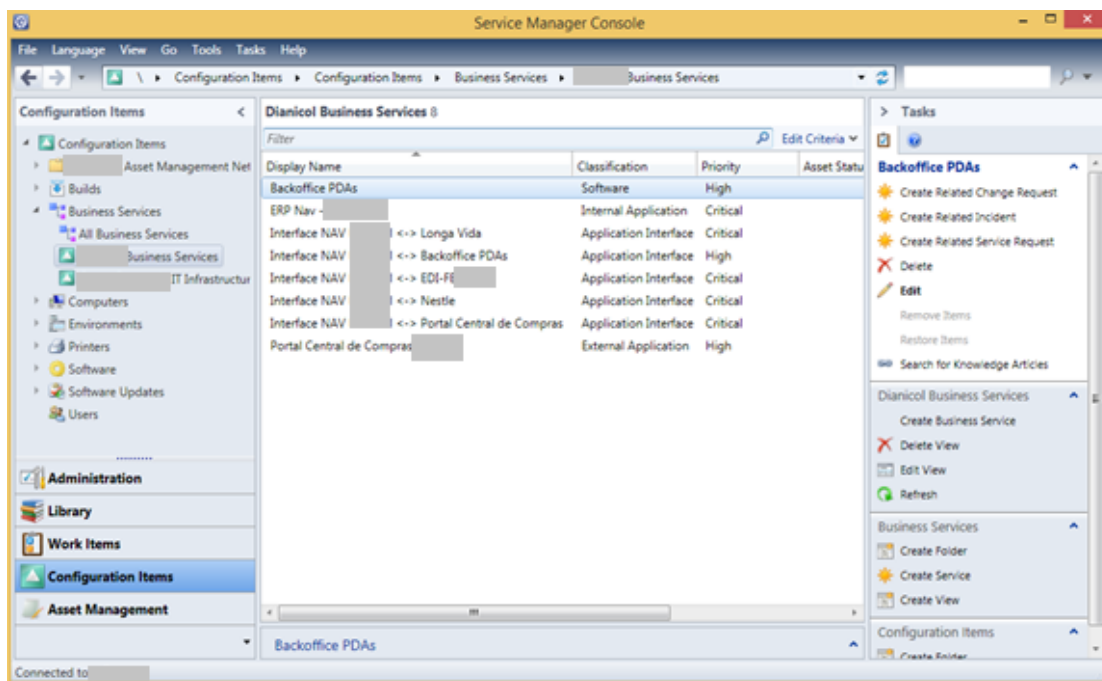 Service Manager Console
File Language View Go Tools Tasks Help
\ Configuration Items Configuration Items Business Services Business Services
Configuration Items
Configuration Items
Asset Management Net
Builds
Business Services
All Business Services
Business Services
IT Infrastructur
Computers
Environments
Printers
Software
Software Updates
Users
Administration
Library
Work Items
Configuration Items
Asset Management
Dianicol Business Services 8
Filter Edit Criteria
Display Name Classification Priority Asset Statu
Backoffice PDAs Software High
ERP Nav - Internal Application Critical
Interface NAV <-> Longa Vida Application Interface Critical
Interface NAV <-> Backoffice PDAs Application Interface High
Interface NAV <-> EDI-FE Application Interface Critical
Interface NAV <-> Nestle Application Interface Critical
Interface NAV <-> Portal Central de Compras Application Interface Critical
Portal Central de Compras External Application High
Backoffice PDAs
Tasks
Backoffice PDAs
Create Related Change Request
Create Related Incident
Create Related Service Request
Delete
Edit
Remove Items
Restore Items
Search for Knowledge Articles
Dianicol Business Services
Create Business Service
Delete View
Edit View
Refresh
Business Services
Create Folder
Create Service
Create View
Configuration Items
Create Folder
Connected to